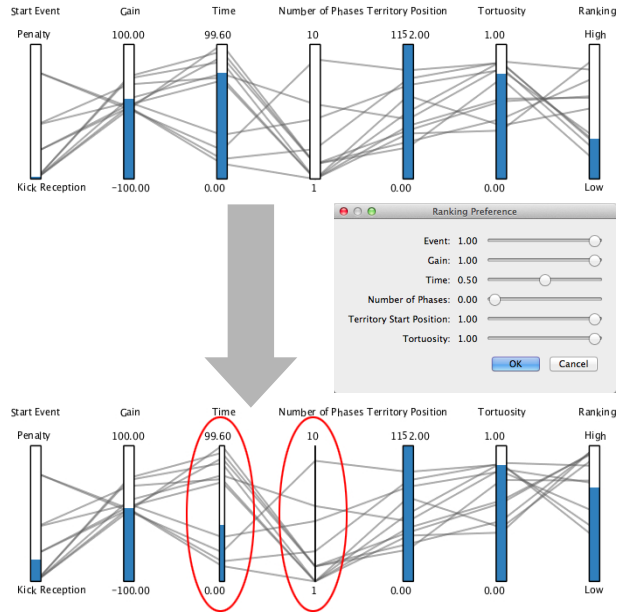 Start Event Gain Time Number of Phases Territory Position Tortuosity Ranking
Penalty 100.00 99.60 10 1152.00 1.00 High
Kick Reception -100.00 0.00 1 0.00 0.00 Low
Ranking Preference
Event: 1.00
Gain: 1.00
Time: 0.50
Number of Phases: 0.00
Territory Start Position: 1.00
Tortuosity: 1.00
OK Cancel
Start Event Gain Time Number of Phases Territory Position Tortuosity Ranking
Penalty 100.00 99.60 10 1152.00 1.00 High
Kick Reception -100.00 0.00 1 0.00 0.00 Low